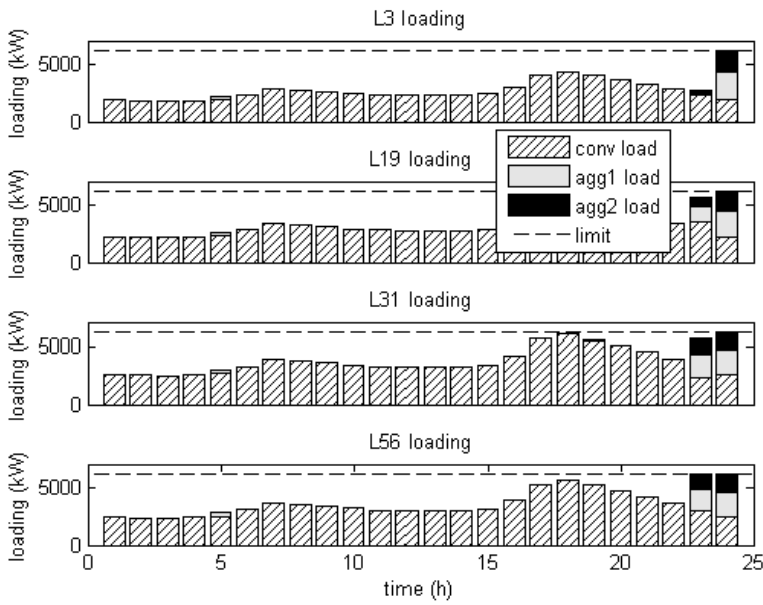 L3 loading
loading (kW)
5000
0
L19 loading
loading (kW)
5000
0
conv load
agg1 load
agg2 load
limit
L31 loading
loading (kW)
5000
0
L56 loading
loading (kW)
5000
0
0 5 10 15 20 25
time (h)